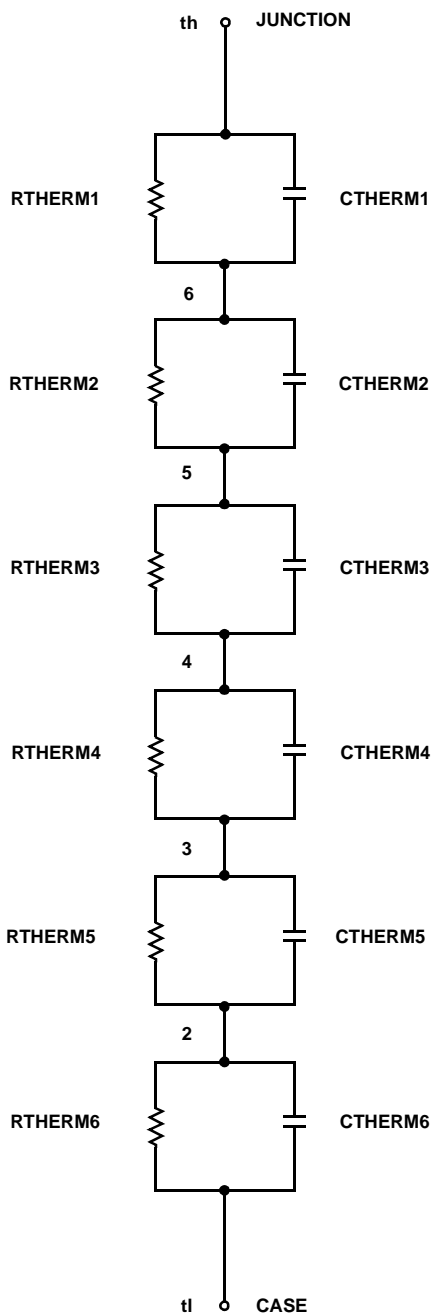 th JUNCTION
RTHERM1 CTHERM1
6
RTHERM2 CTHERM2
5
RTHERM3 CTHERM3
4
RTHERM4 CTHERM4
3
RTHERM5 CTHERM5
2
RTHERM6 CTHERM6
tl CASE